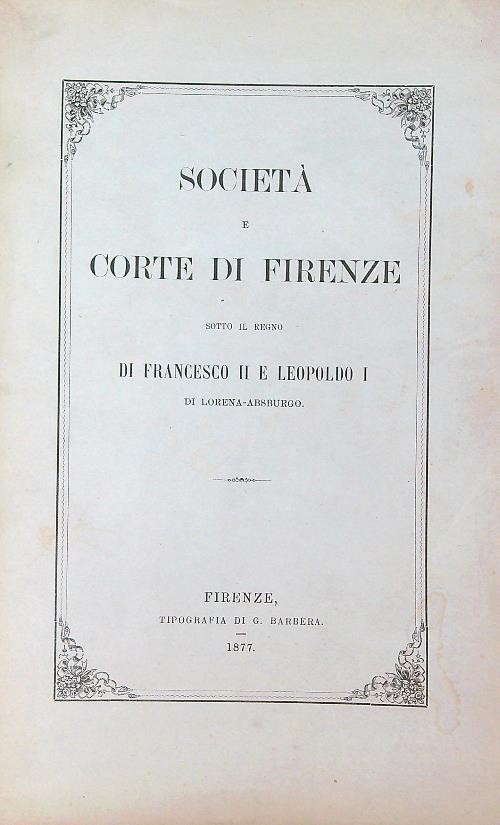 SOCIETÀ
E
CORTE DI FIRENZE
SOTTO IL REGNO
DI FRANCESCO II E LEOPOLDO I
DI LORENA-ABSBURGO.
FIRENZE,
TIPOGRAFIA DI G. BARBÈRA.
1877.